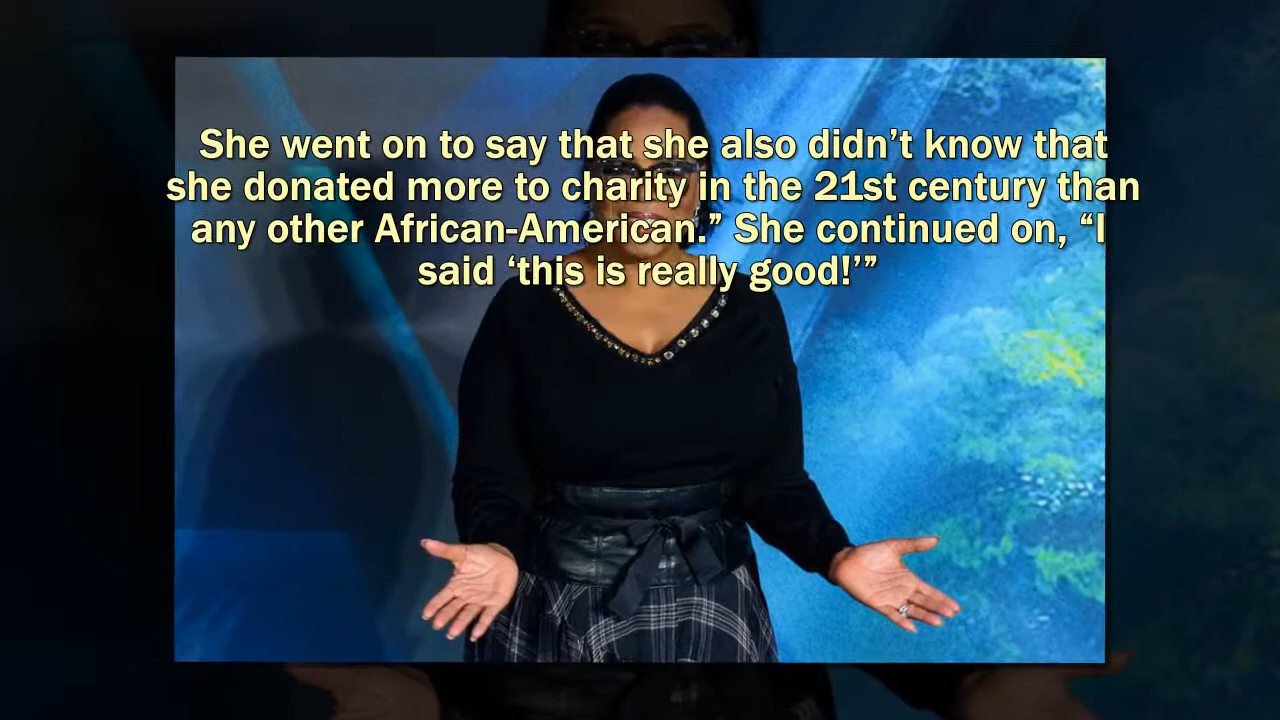 She went on to say that she also didn’t know that
she donated more to charity in the 21st century than
any other African-American.” She continued on, “I
said ‘this is really good!’”